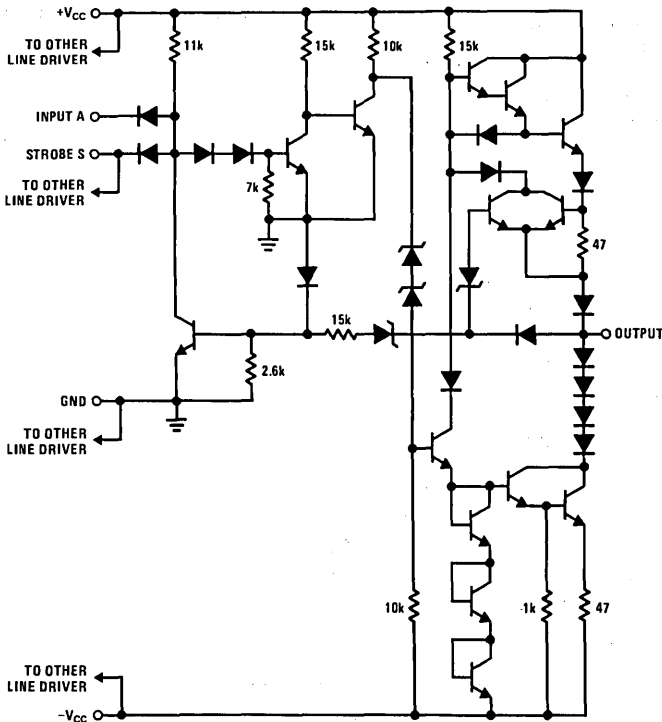 +VCC
TO OTHER
LINE DRIVER
11k
15k
10k
15k
INPUT A
STROBE S
TO OTHER
LINE DRIVER
7k
47
15k
OUTPUT
2.6k
GND
TO OTHER
LINE DRIVER
10k
1k
47
TO OTHER
LINE DRIVER
-VCC